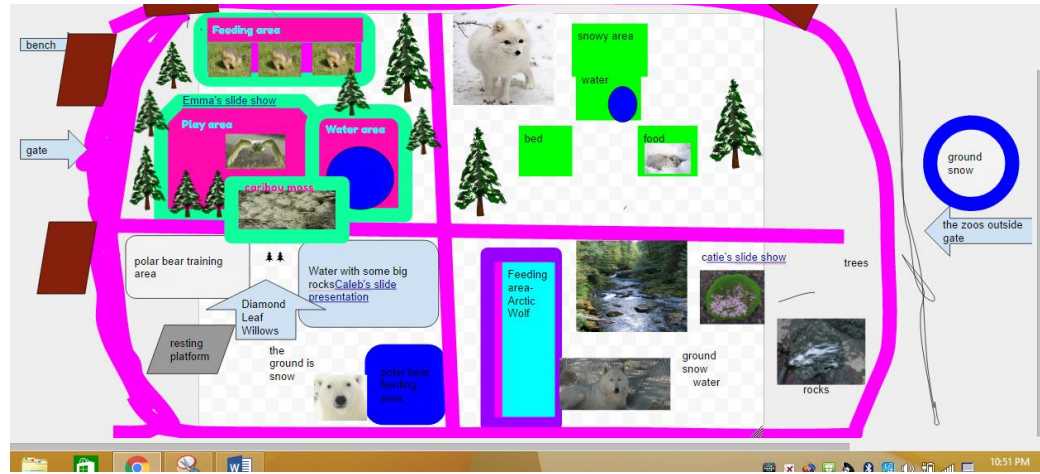 bench
gate
Feeding area
Emma's slide show
Play area
Water area
caribou moss
snowy area
water
bed
food
ground
snow
the zoos outside
gate
polar bear training
area
Water with some big
rocksCaleb's slide
presentation
Diamond
Leaf
Willows
resting
platform
the
ground is
snow
polar bear
feeding
area
Feeding
area-
Arctic
Wolf
catie's slide show
trees
ground
snow
water
rocks
10:51 PM